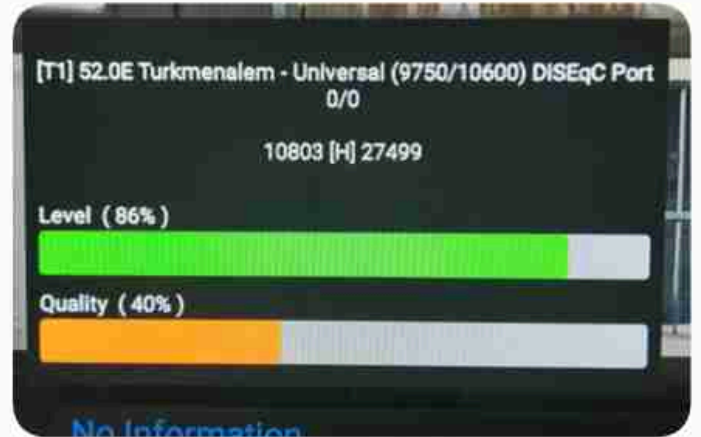 [T1] 52.0E Turkmenalem - Universal (9750/10600) DISEqC Port
0/0
10803 [H] 27499
Level ( 86% )
Quality ( 40% )
No Information